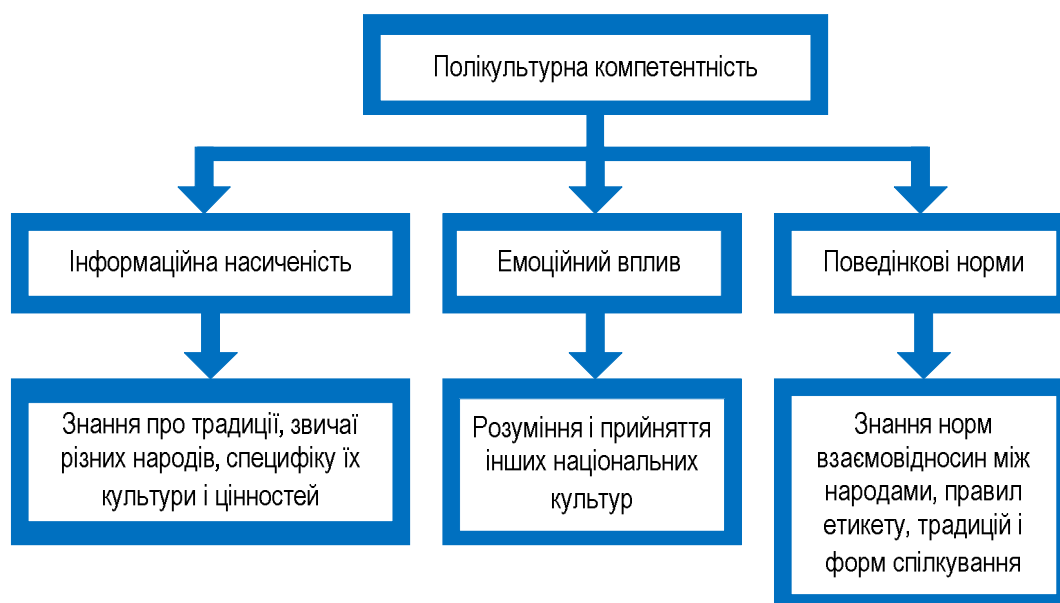 Полікультурна компетентність
Інформаційна насиченість
Емоційний вплив
Поведінкові норми
Знання про традиції, звичаї
різних народів, специфіку їх
культури і цінностей
Розуміння і прийняття
інших національних
культур
Знання норм
взаємовідносин між
народами, правил
етикету, традицій і
форм спілкування